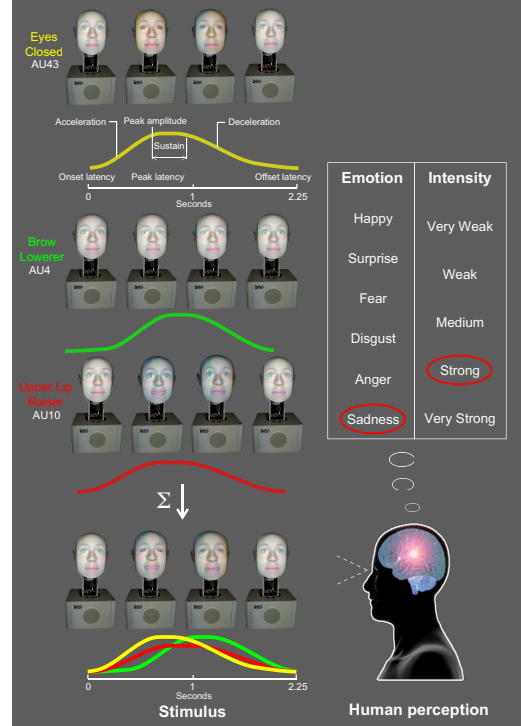 Eyes
Closed
AU43
Acceleration
Peak amplitude
Deceleration
Sustain
Onset latency
Peak latency
Offset latency
0
1
2.25
Seconds
Brow
Lowerer
AU4
Upper Lip
Raiser
AU10
Σ
0
1
2.25
Seconds
Stimulus
Emotion
Intensity
Happy
Very Weak
Surprise
Weak
Fear
Medium
Disgust
Strong
Anger
Very Strong
Sadness
Human perception